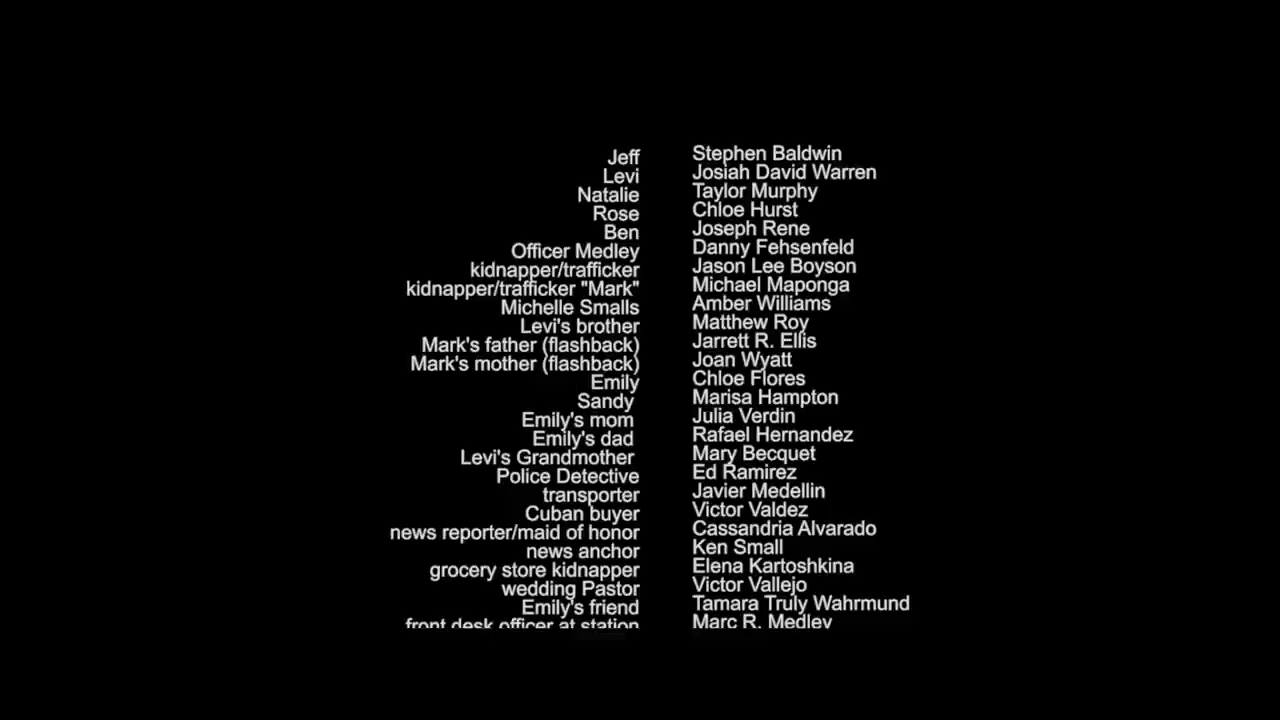 Jeff Stephen Baldwin
Levi Josiah David Warren
Natalie Taylor Murphy
Rose Chloe Hurst
Ben Joseph Rene
Officer Medley Danny Fehsenfeld
kidnapper/trafficker Jason Lee Boyson
kidnapper/trafficker "Mark" Michael Maponga
Michelle Smalls Amber Williams
Levi's brother Matthew Roy
Mark's father (flashback) Jarrett R. Ellis
Mark's mother (flashback) Joan Wyatt
Emily Chloe Flores
Sandy Marisa Hampton
Emily's mom Julia Verdin
Emily's dad Rafael Hernandez
Levi's Grandmother Mary Becquet
Police Detective Ed Ramirez
transporter Javier Medellin
Cuban buyer Victor Valdez
news reporter/maid of honor Cassandria Alvarado
news anchor Ken Small
grocery store kidnapper Elena Kartoshkina
wedding Pastor Victor Vallejo
Emily's friend Tamara Truly Wahrmund
front desk officer at station Marc R. Medley